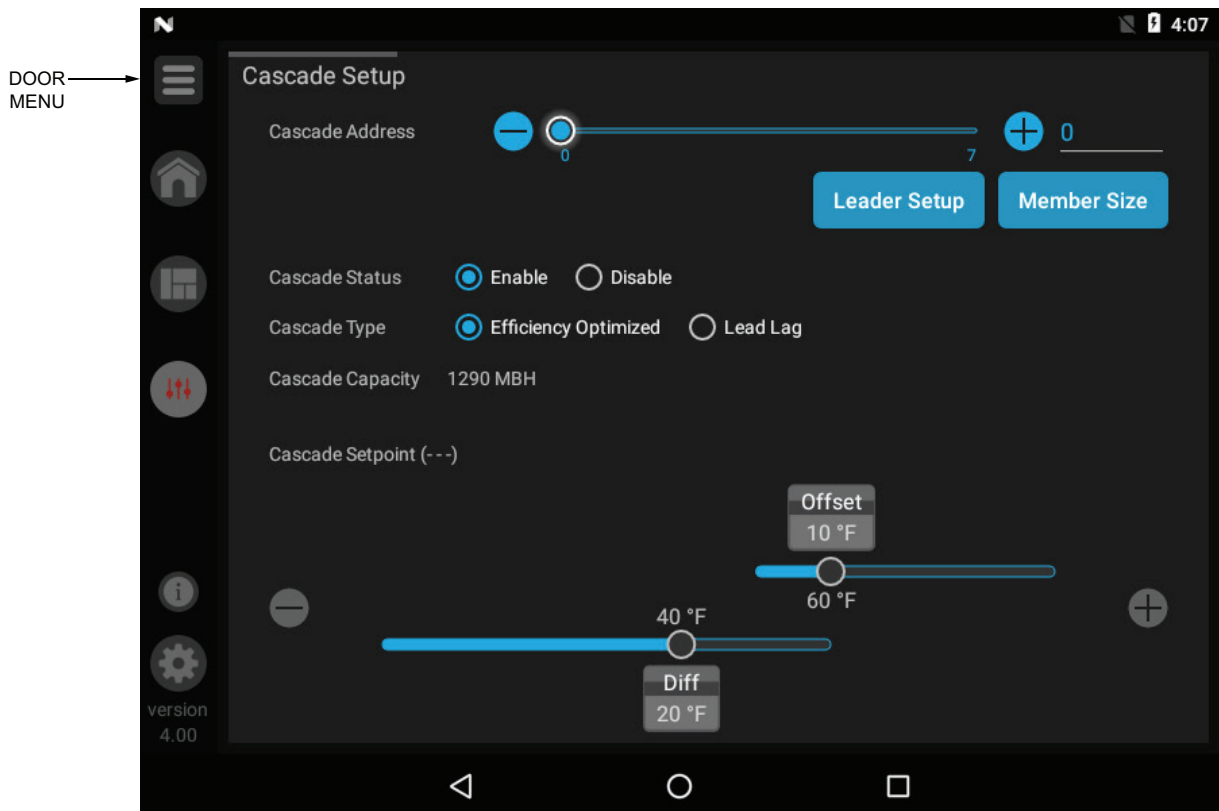 4:07
DOOR
MENU
Cascade Setup
Cascade Address
0
7
0
Leader Setup
Member Size
Cascade Status
Enable
Disable
Cascade Type
Efficiency Optimized
Lead Lag
Cascade Capacity
1290 MBH
Cascade Setpoint (---)
Offset
10 °F
60 °F
40 °F
Diff
20 °F
version
4.00